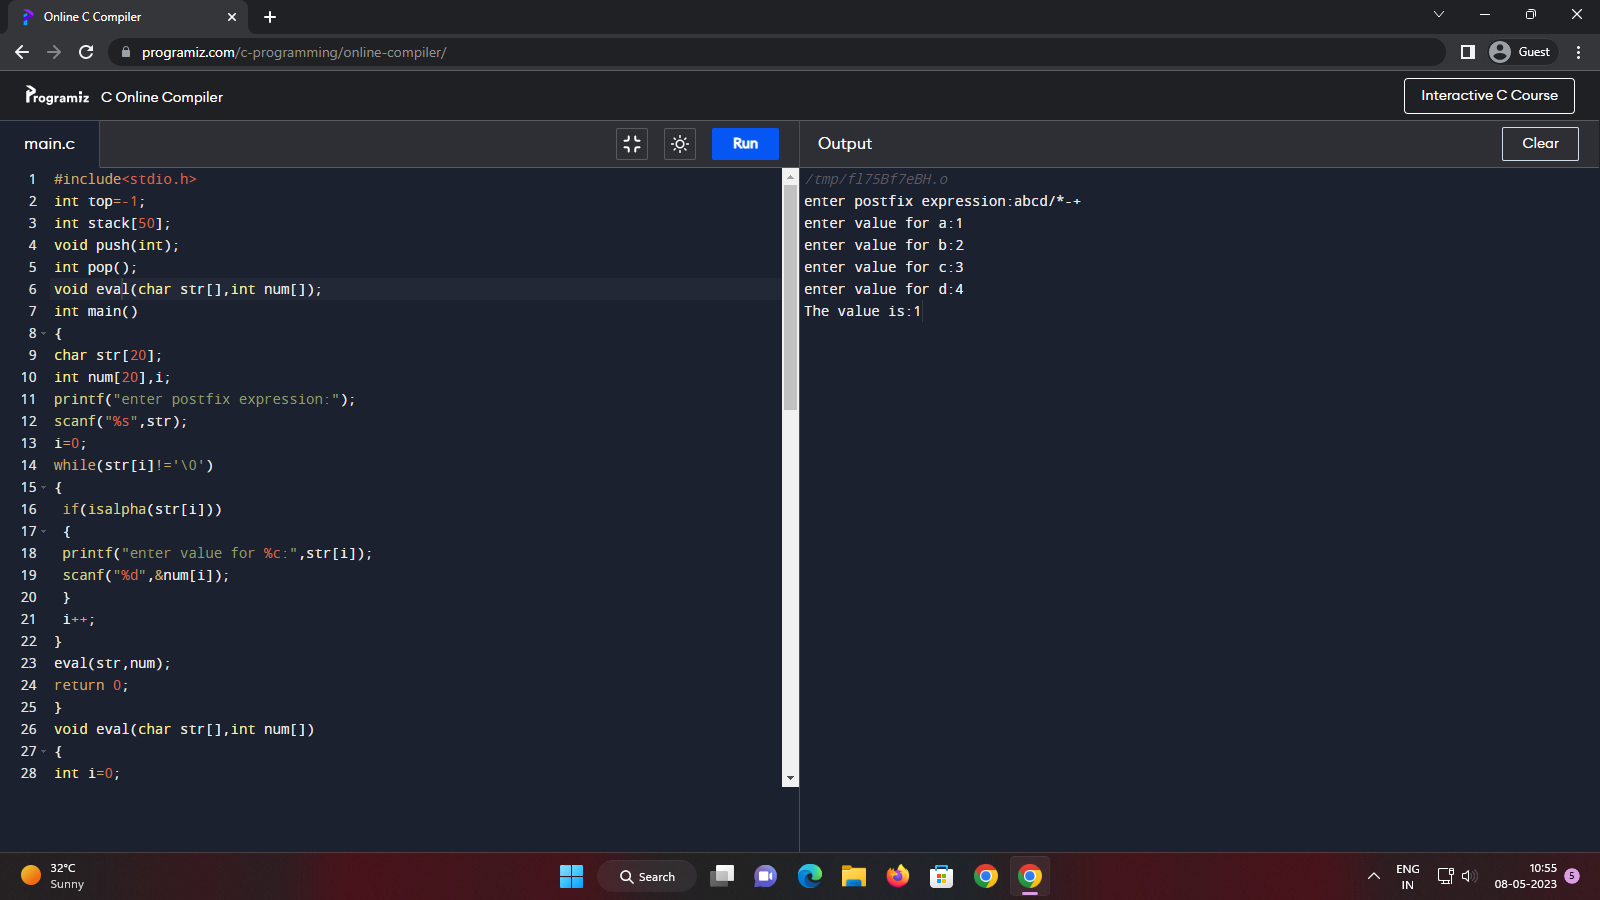 Online C Compiler
programiz.com/c-programming/online-compiler/
Guest
Programiz C Online Compiler
Interactive C Course
main.c
Run
Output
Clear
1 #include<stdio.h>
2 int top=-1;
3 int stack[50];
4 void push(int);
5 int pop();
6 void eval(char str[],int num[]);
7 int main()
8 {
9 char str[20];
10 int num[20],i;
11 printf("enter postfix expression:");
12 scanf("%s",str);
13 i=0;
14 while(str[i]!='\0')
15 {
16 if(isalpha(str[i]))
17 {
18 printf("enter value for %c:",str[i]);
19 scanf("%d",&num[i]);
20 }
21 i++;
22 }
23 eval(str,num);
24 return 0;
25 }
26 void eval(char str[],int num[])
27 {
28 int i=0;
/tmp/fl75Bf7eBH.o
enter postfix expression:abcd/*-+
enter value for a:1
enter value for b:2
enter value for c:3
enter value for d:4
The value is:1
32°C
Sunny
Search
ENG
IN
10:55
08-05-2023
5